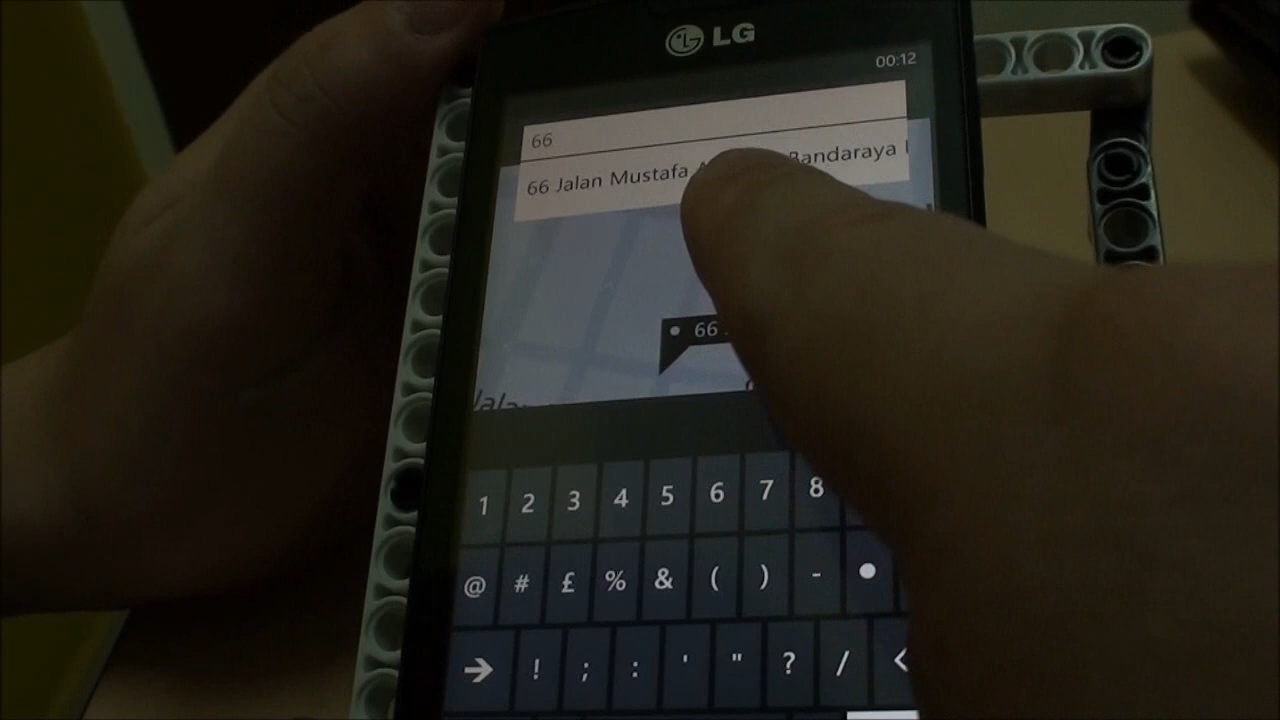 LG
00:12
66
66 Jalan Mustafa Bandaraya
66
1 2 3 4 5 6 7 8
@ # £ % & ( ) -
! ; : ' " ? /